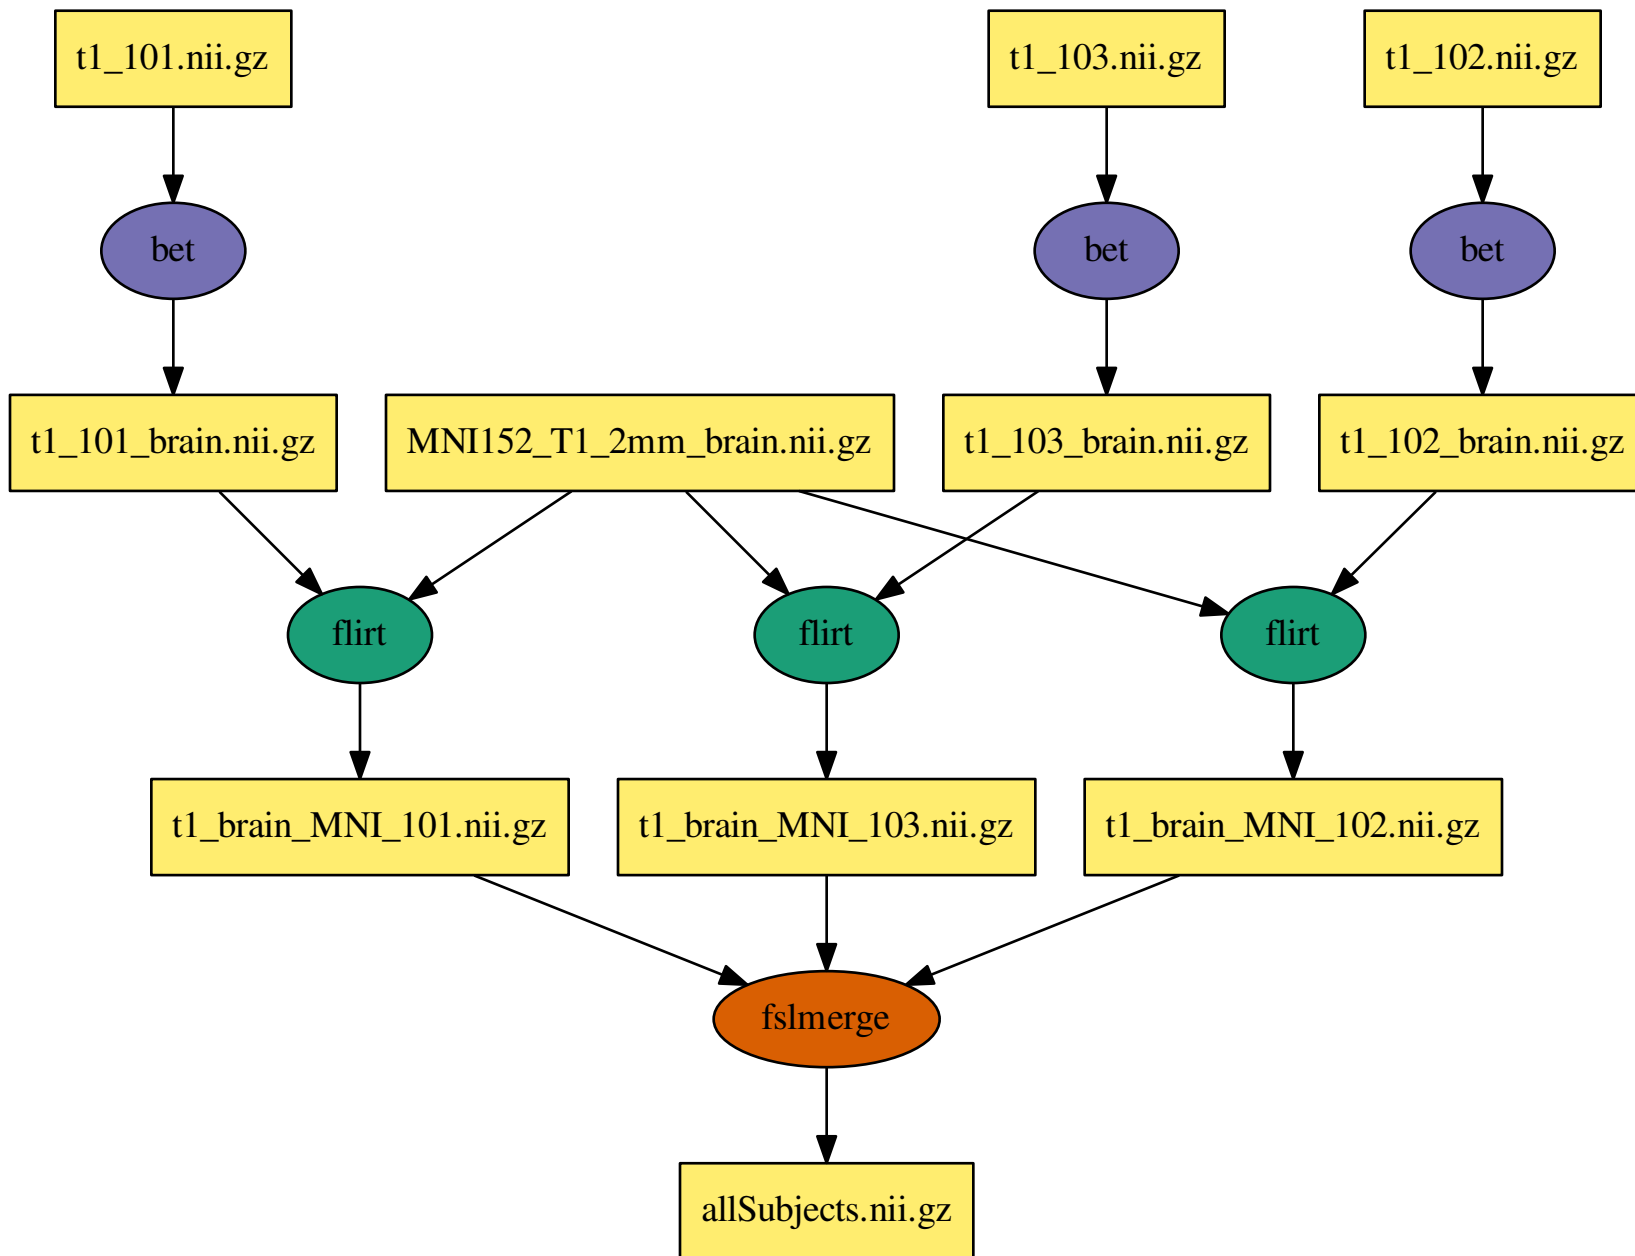 t1_101.nii.gz
t1_103.nii.gz
t1_102.nii.gz
bet
bet
bet
t1_101_brain.nii.gz
MNI152_T1_2mm_brain.nii.gz
t1_103_brain.nii.gz
t1_102_brain.nii.gz
flirt
flirt
flirt
t1_brain_MNI_101.nii.gz
t1_brain_MNI_103.nii.gz
t1_brain_MNI_102.nii.gz
fslmerge
allSubjects.nii.gz